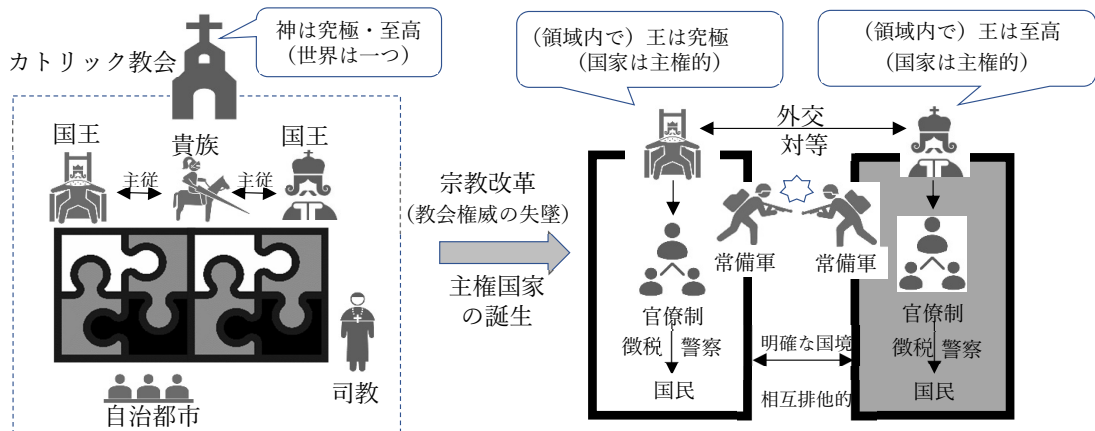 カトリック教会
神は究極・至高
(世界は一つ)
国王
貴族
国王
主従
主従
司教
自治都市
宗教改革
(教会権威の失墜)
主権国家
の誕生
(領域内で)王は究極
(国家は主権的)
(領域内で)王は至高
(国家は主権的)
外交
対等
常備軍
常備軍
官僚制
徴税
警察
国民
明確な国境
相互排他的
官僚制
徴税
警察
国民